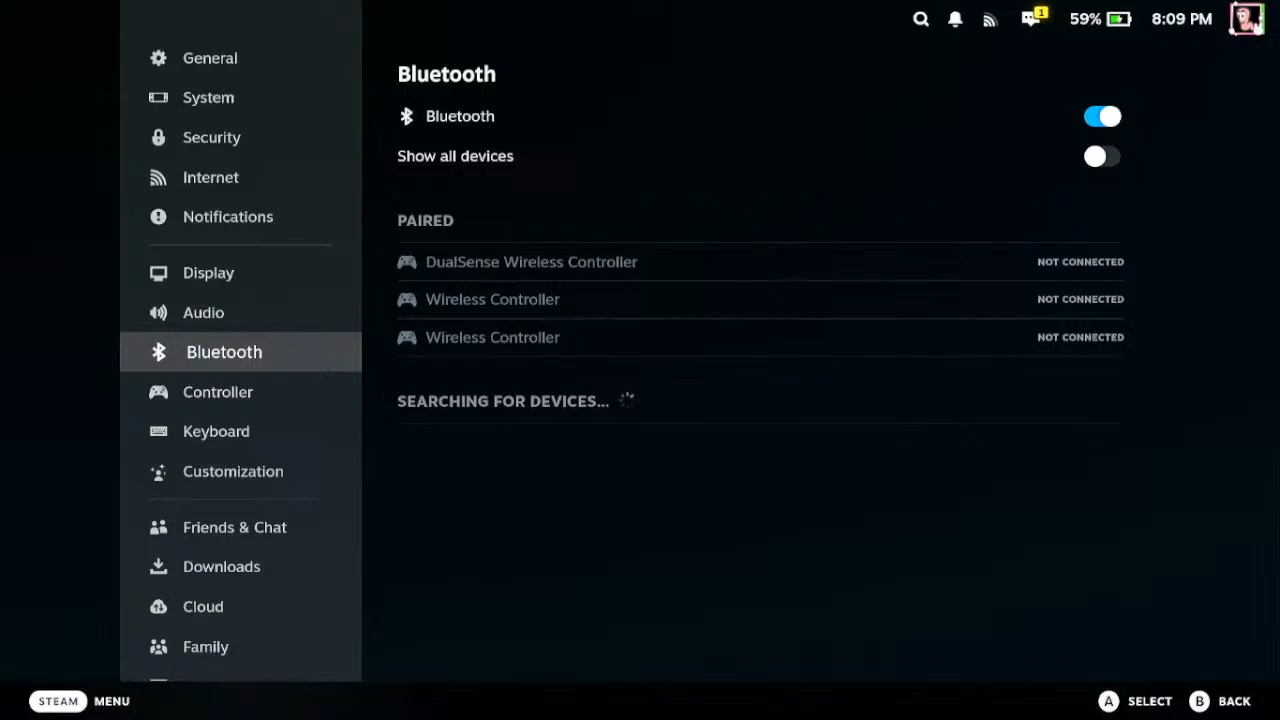 1
59%
8:09 PM
General
System
Security
Internet
Notifications
Display
Audio
Bluetooth
Controller
Keyboard
Customization
Friends & Chat
Downloads
Cloud
Family
Bluetooth
Bluetooth
Show all devices
PAIRED
DualSense Wireless Controller NOT CONNECTED
Wireless Controller NOT CONNECTED
Wireless Controller NOT CONNECTED
SEARCHING FOR DEVICES...
STEAM MENU
A SELECT B BACK